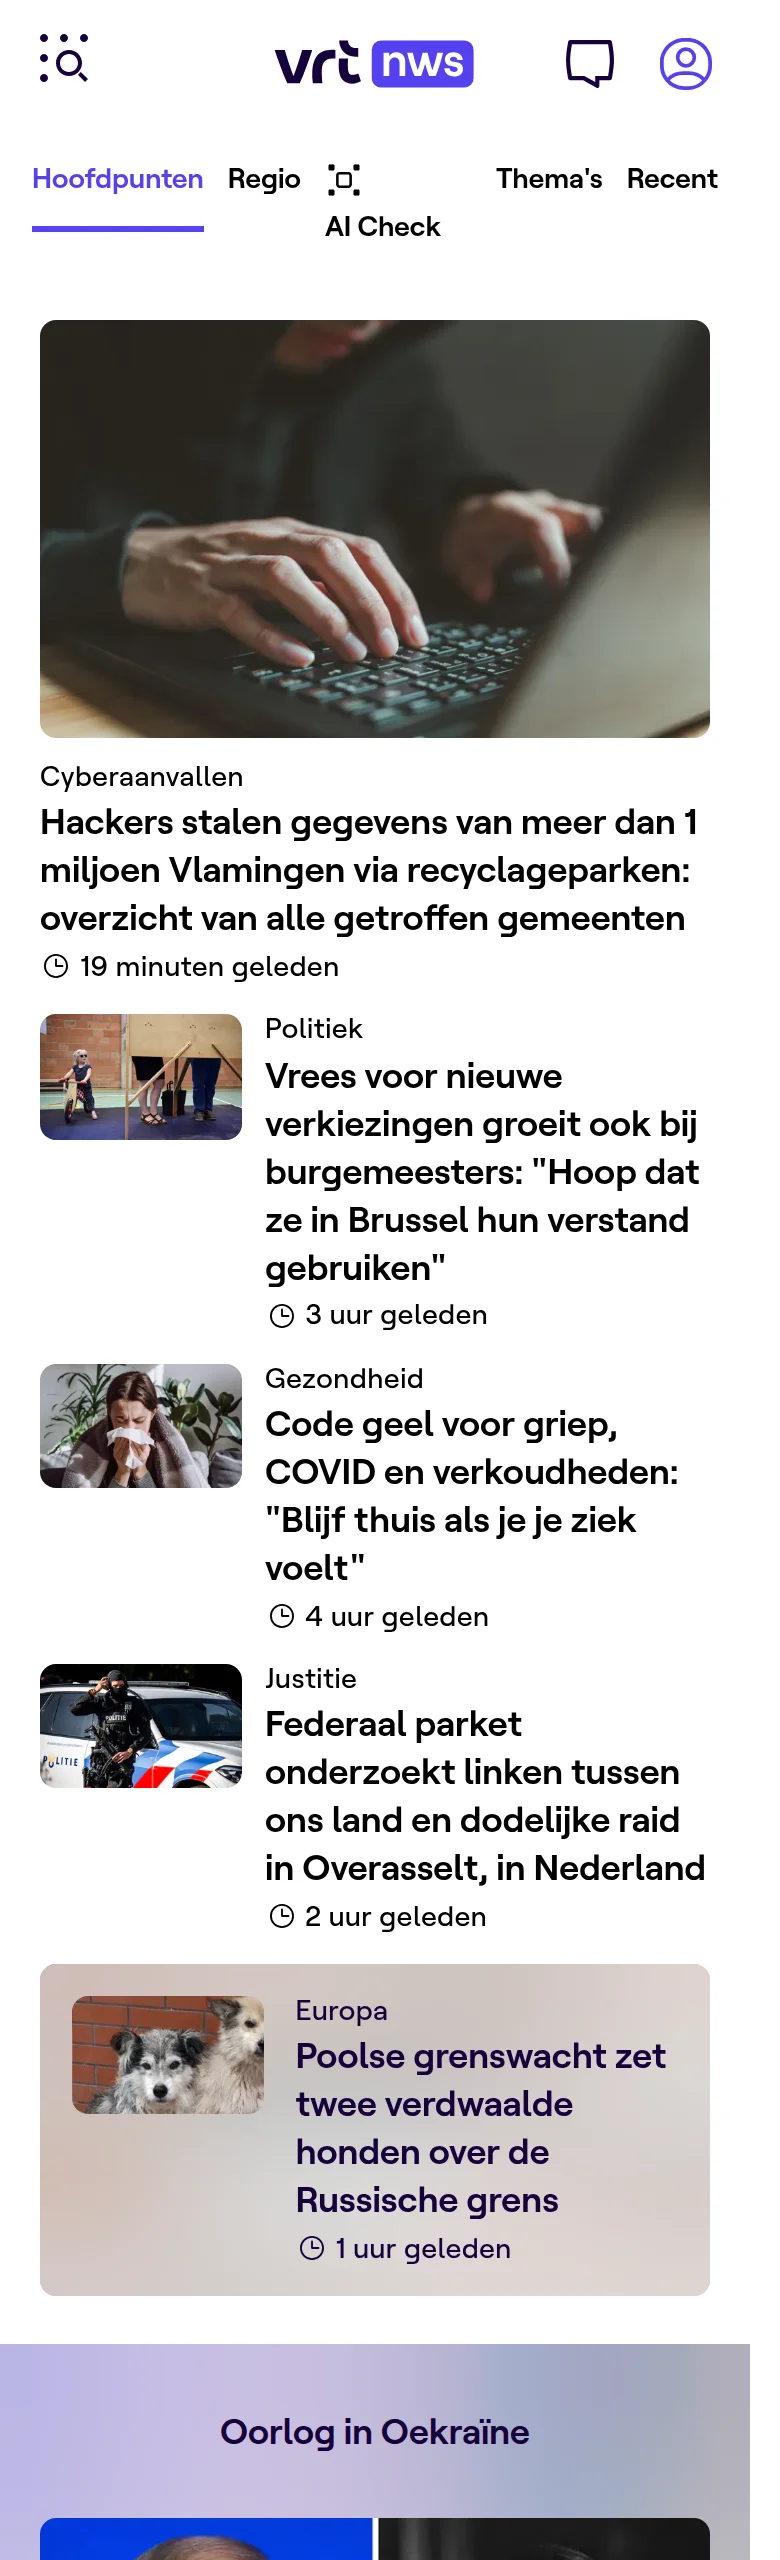 vrt nws
Hoofdpunten Regio AI Check Thema's Recent
Cyberaanvallen
Hackers stalen gegevens van meer dan 1
miljoen Vlamingen via recyclageparken:
overzicht van alle getroffen gemeenten
19 minuten geleden
Politiek
Vrees voor nieuwe
verkiezingen groeit ook bij
burgemeesters: "Hoop dat
ze in Brussel hun verstand
gebruiken"
3 uur geleden
Gezondheid
Code geel voor griep,
COVID en verkoudheden:
"Blijf thuis als je je ziek
voelt"
4 uur geleden
POLITIE
POLITIE
Justitie
Federaal parket
onderzoekt linken tussen
ons land en dodelijke raid
in Overasselt, in Nederland
2 uur geleden
Europa
Poolse grenswacht zet
twee verdwaalde
honden over de
Russische grens
1 uur geleden
Oorlog in Oekraïne